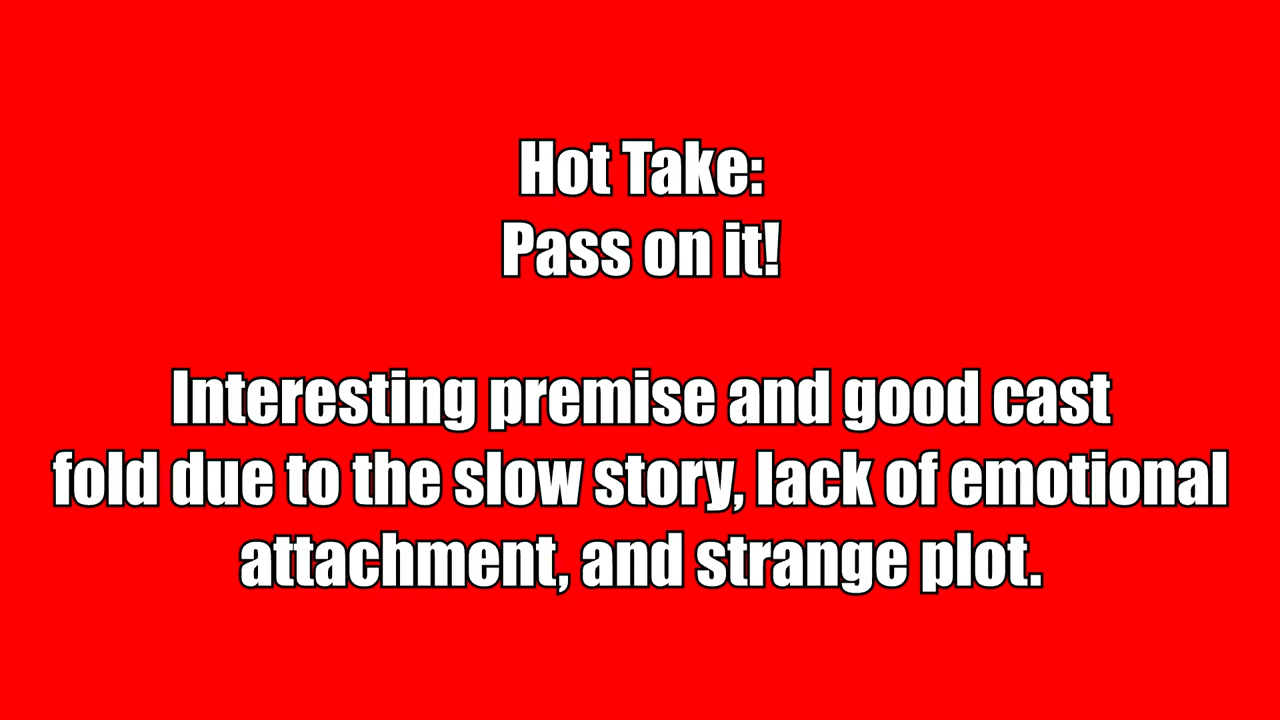 Hot Take:
Pass on it!
Interesting premise and good cast
fold due to the slow story, lack of emotional
attachment, and strange plot.